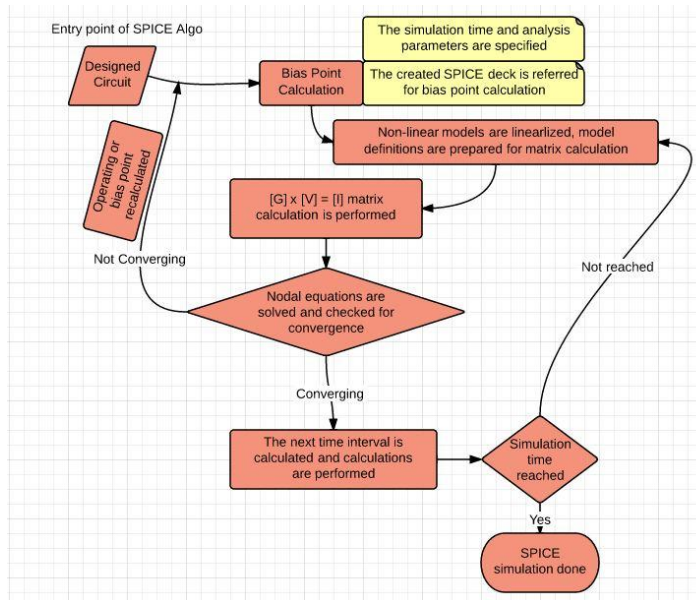 Entry point of SPICE Algo
Designed
Circuit
Bias Point
Calculation
The simulation time and analysis
parameters are specified
The created SPICE deck is referred
for bias point calculation
Non-linear models are linearlized, model
definitions are prepared for matrix calculation
Operating or
bias point
recalculated
[G] x [V] = [I] matrix
calculation is performed
Not Converging
Not reached
Nodal equations are
solved and checked for
convergence
Converging
The next time interval is
calculated and calculations
are performed
Simulation
time
reached
Yes
SPICE
simulation done